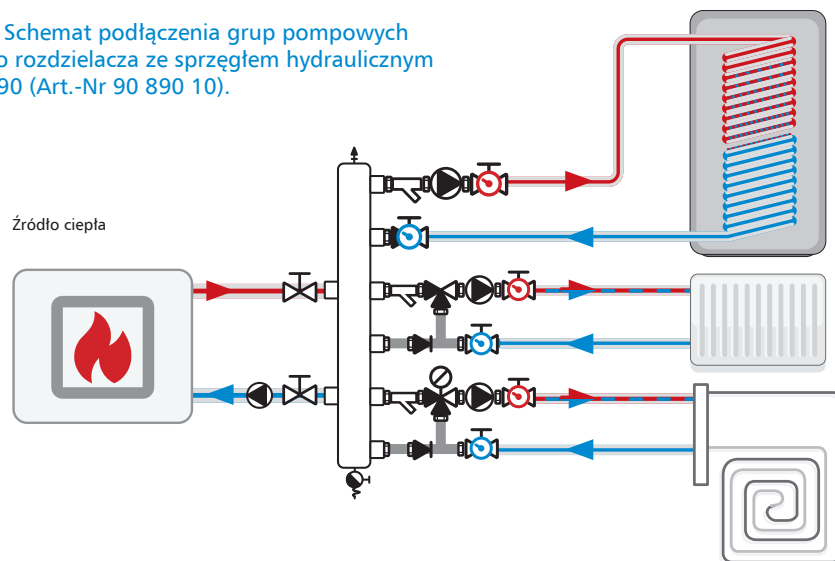 Schemat podłączenia grup pompowych
o rozdzielacza ze sprzęgłem hydraulicznym
90 (Art.-Nr 90 890 10).
Źródło ciepła